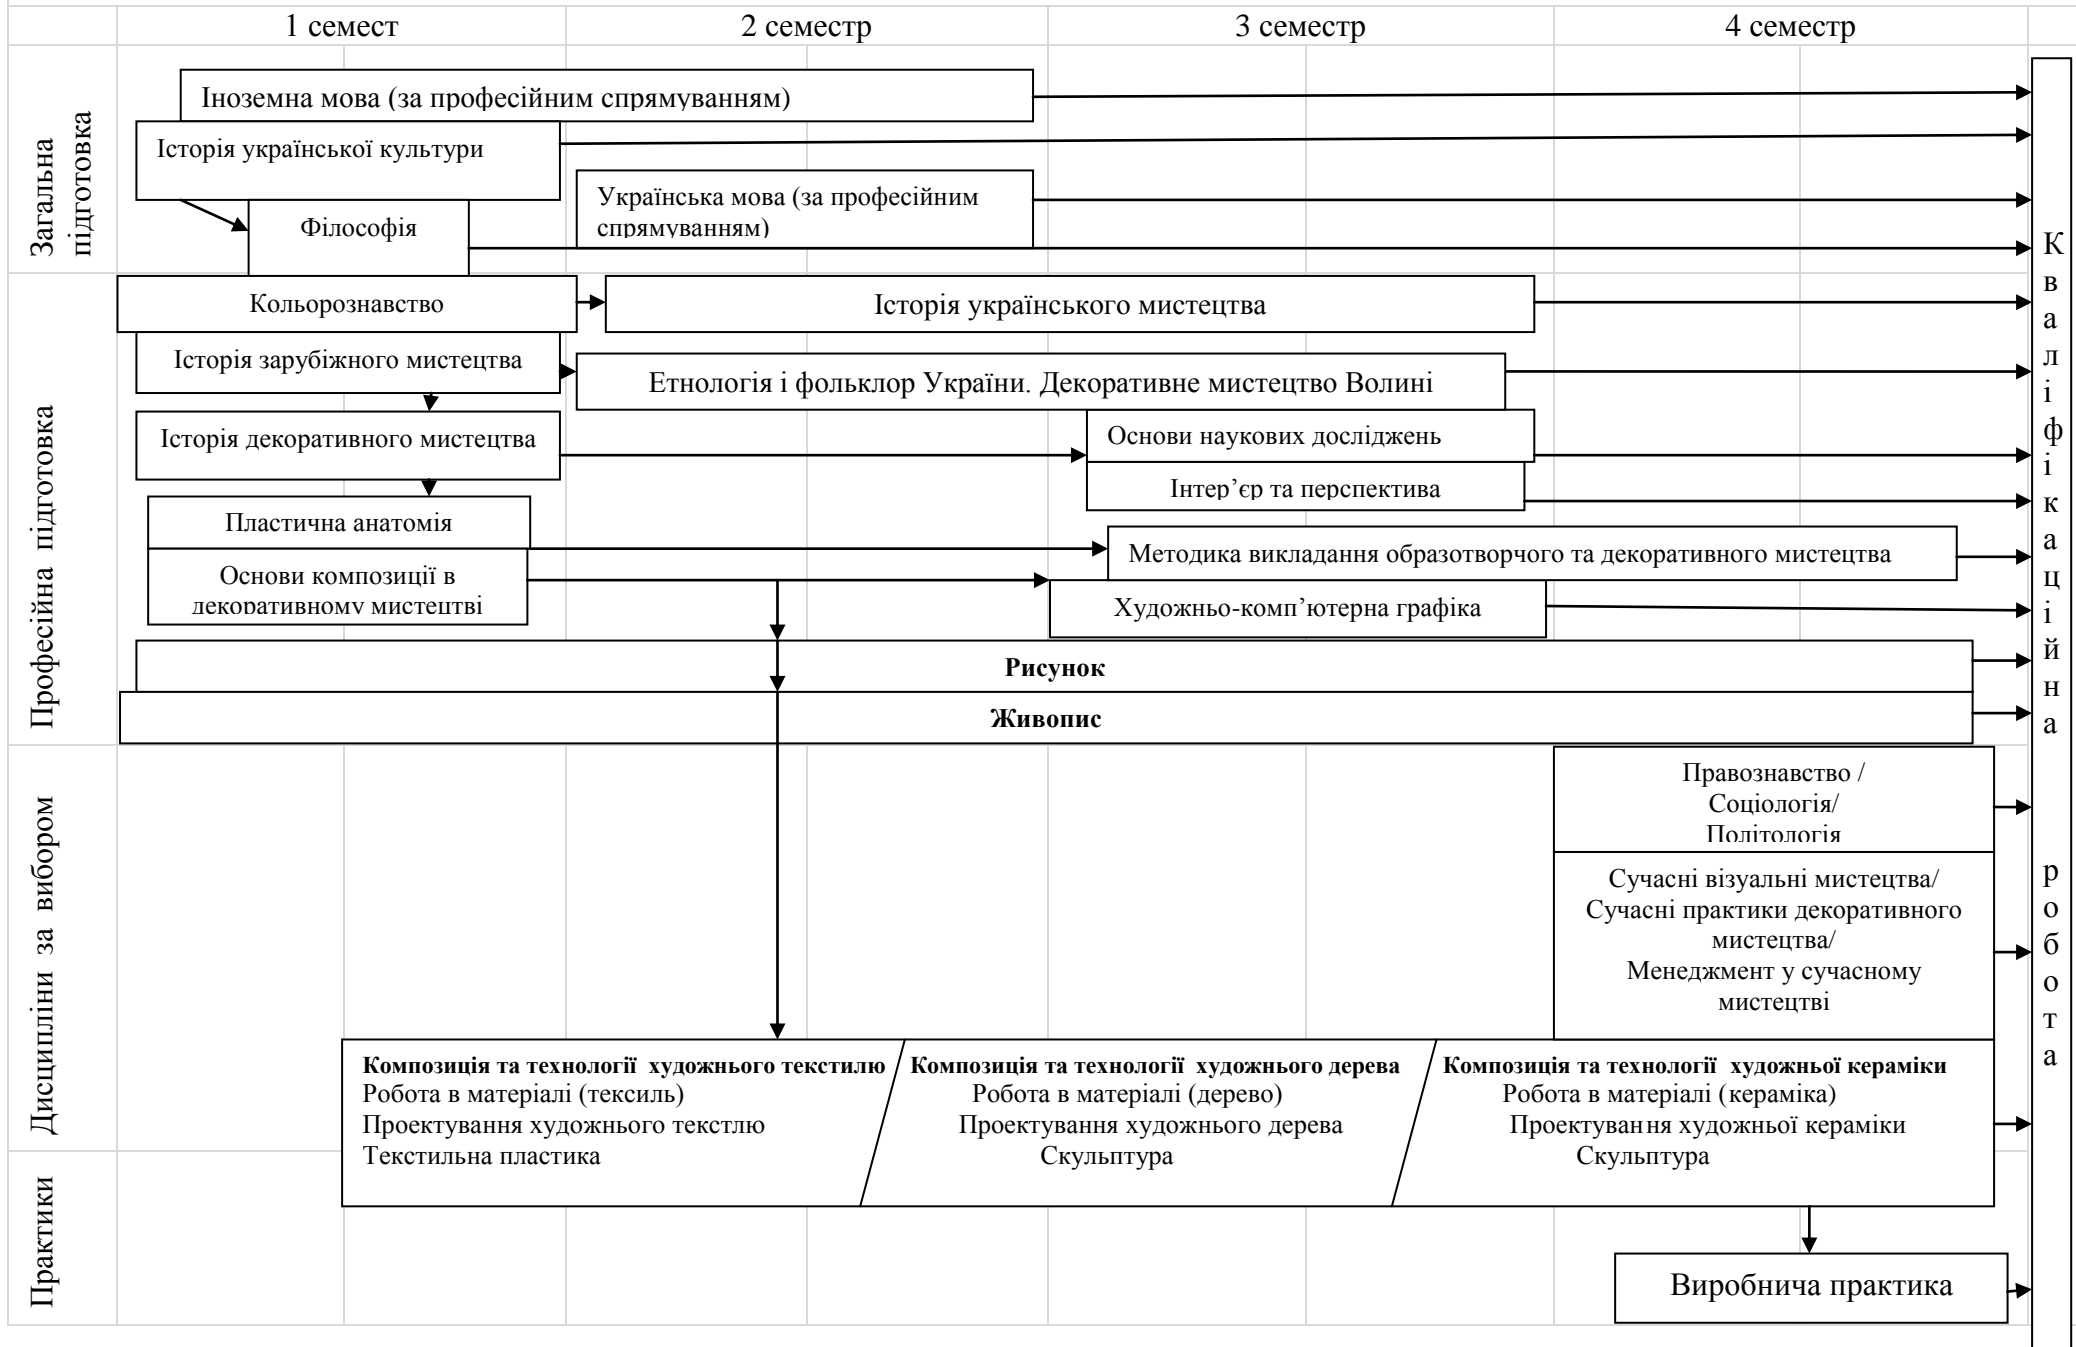 1 семест
2 семестр
3 семестр
4 семестр
Загальна
підготовка
Іноземна мова (за професійним спрямуванням)
Історія української культури
Українська мова (за професійним
спрямуванням)
Філософія
Професійна підготовка
Кольорознавство
Історія українського мистецтва
Історія зарубіжного мистецтва
Етнологія і фольклор України. Декоративне мистецтво Волині
Історія декоративного мистецтва
Основи наукових досліджень
Інтер’єр та перспектива
Пластична анатомія
Методика викладання образотворчого та декоративного мистецтва
Основи композиції в
декоративному мистецтві
Художньо-комп’ютерна графіка
Рисунок
Живопис
Дисципліни за вибором
Правознавство /
Соціологія/
Політологія
Сучасні візуальні мистецтва/
Сучасні практики декоративного
мистецтва/
Менеджмент у сучасному
мистецтві
Композиція та технології художнього текстилю
Робота в матеріалі (тексиль)
Проектування художнього текстлю
Текстильна пластика
Композиція та технології художнього дерева
Робота в матеріалі (дерево)
Проектування художнього дерева
Скульптура
Композиція та технології художньої кераміки
Робота в матеріалі (кераміка)
Проектування художньої кераміки
Скульптура
Практики
Виробнича практика
Кваліфікаційна робота